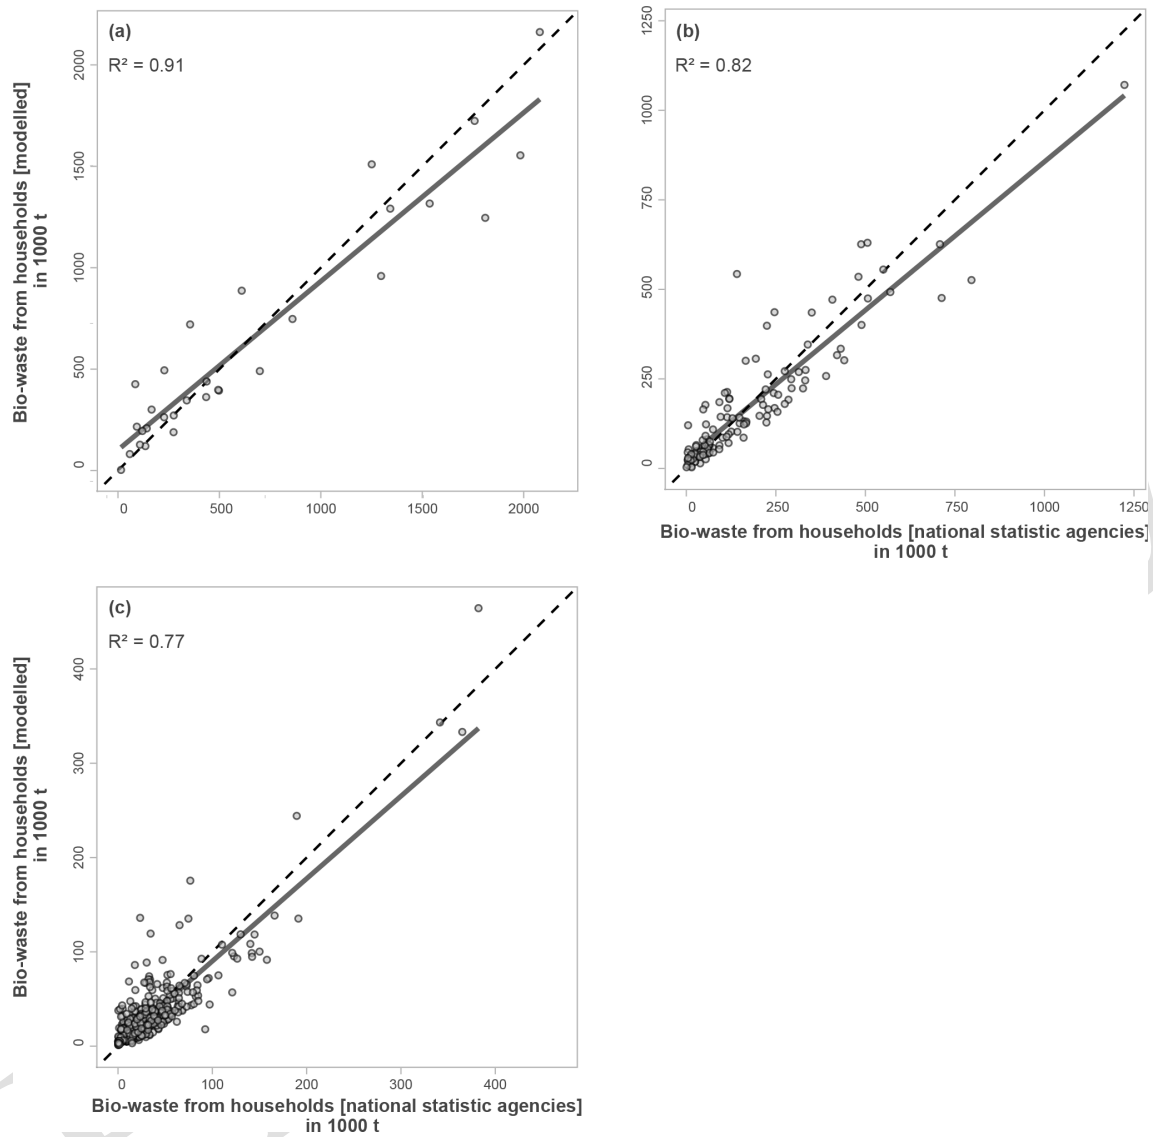 (a)
R² = 0.91
Bio-waste from households [modelled]
in 1000 t
0
500
1000
1500
2000
0
500
1000
1500
2000
(b)
R² = 0.82
0
250
500
750
1000
1250
0
250
500
750
1000
1250
Bio-waste from households [national statistic agencies]
in 1000 t
(c)
R² = 0.77
Bio-waste from households [modelled]
in 1000 t
0
100
200
300
400
0
100
200
300
400
Bio-waste from households [national statistic agencies]
in 1000 t